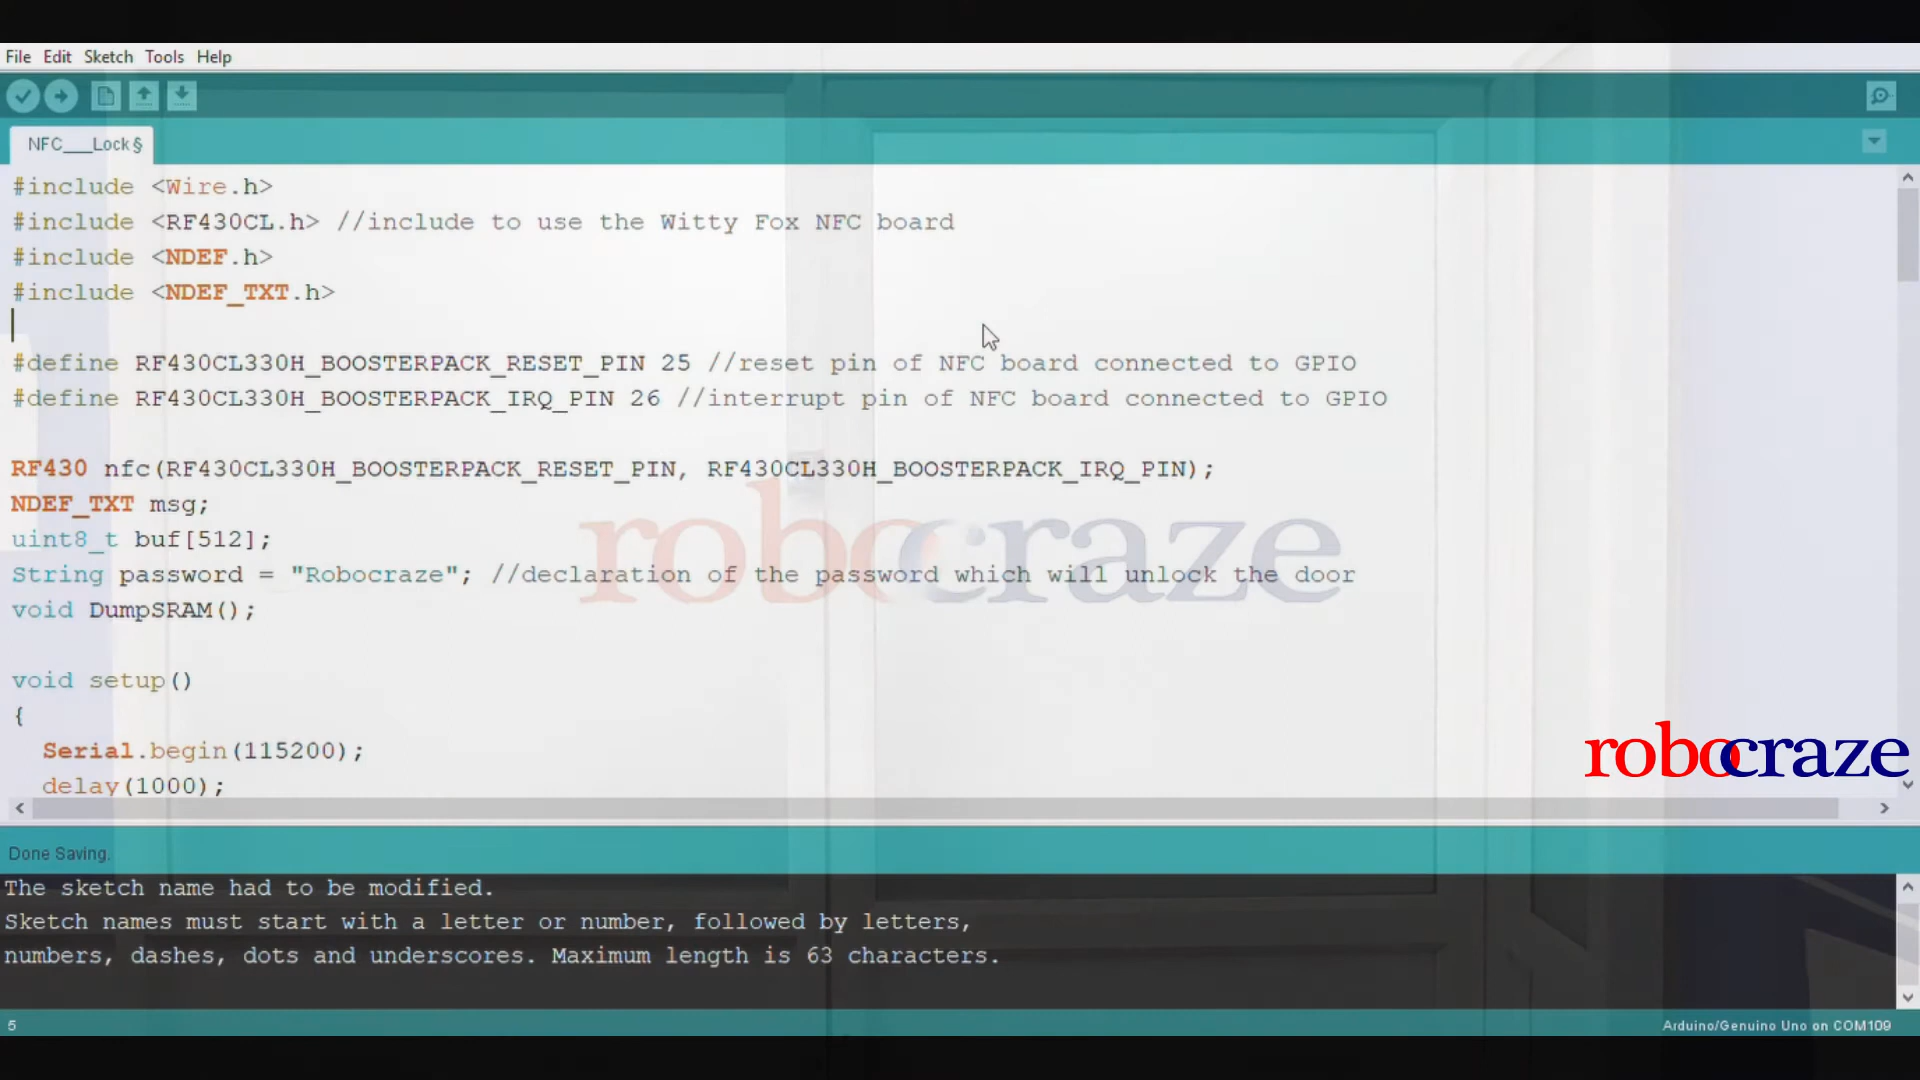 File Edit Sketch Tools Help
NFC___Lock§
#include <Wire.h>
#include <RF430CL.h> //include to use the Witty Fox NFC board
#include <NDEF.h>
#include <NDEF_TXT.h>
#define RF430CL330H_BOOSTERPACK_RESET_PIN 25 //reset pin of NFC board connected to GPIO
#define RF430CL330H_BOOSTERPACK_IRQ_PIN 26 //interrupt pin of NFC board connected to GPIO
RF430 nfc(RF430CL330H_BOOSTERPACK_RESET_PIN, RF430CL330H_BOOSTERPACK_IRQ_PIN);
NDEF_TXT msg;
uint8_t buf[512];
robocraze
String password = "Robocraze"; //declaration of the password which will unlock the door
void DumpSRAM();
void setup()
{
Serial.begin(115200);
robocraze
delay(1000);
Done Saving.
The sketch name had to be modified.
Sketch names must start with a letter or number, followed by letters,
numbers, dashes, dots and underscores. Maximum length is 63 characters.
5
Arduino/Genuino Uno on COM109